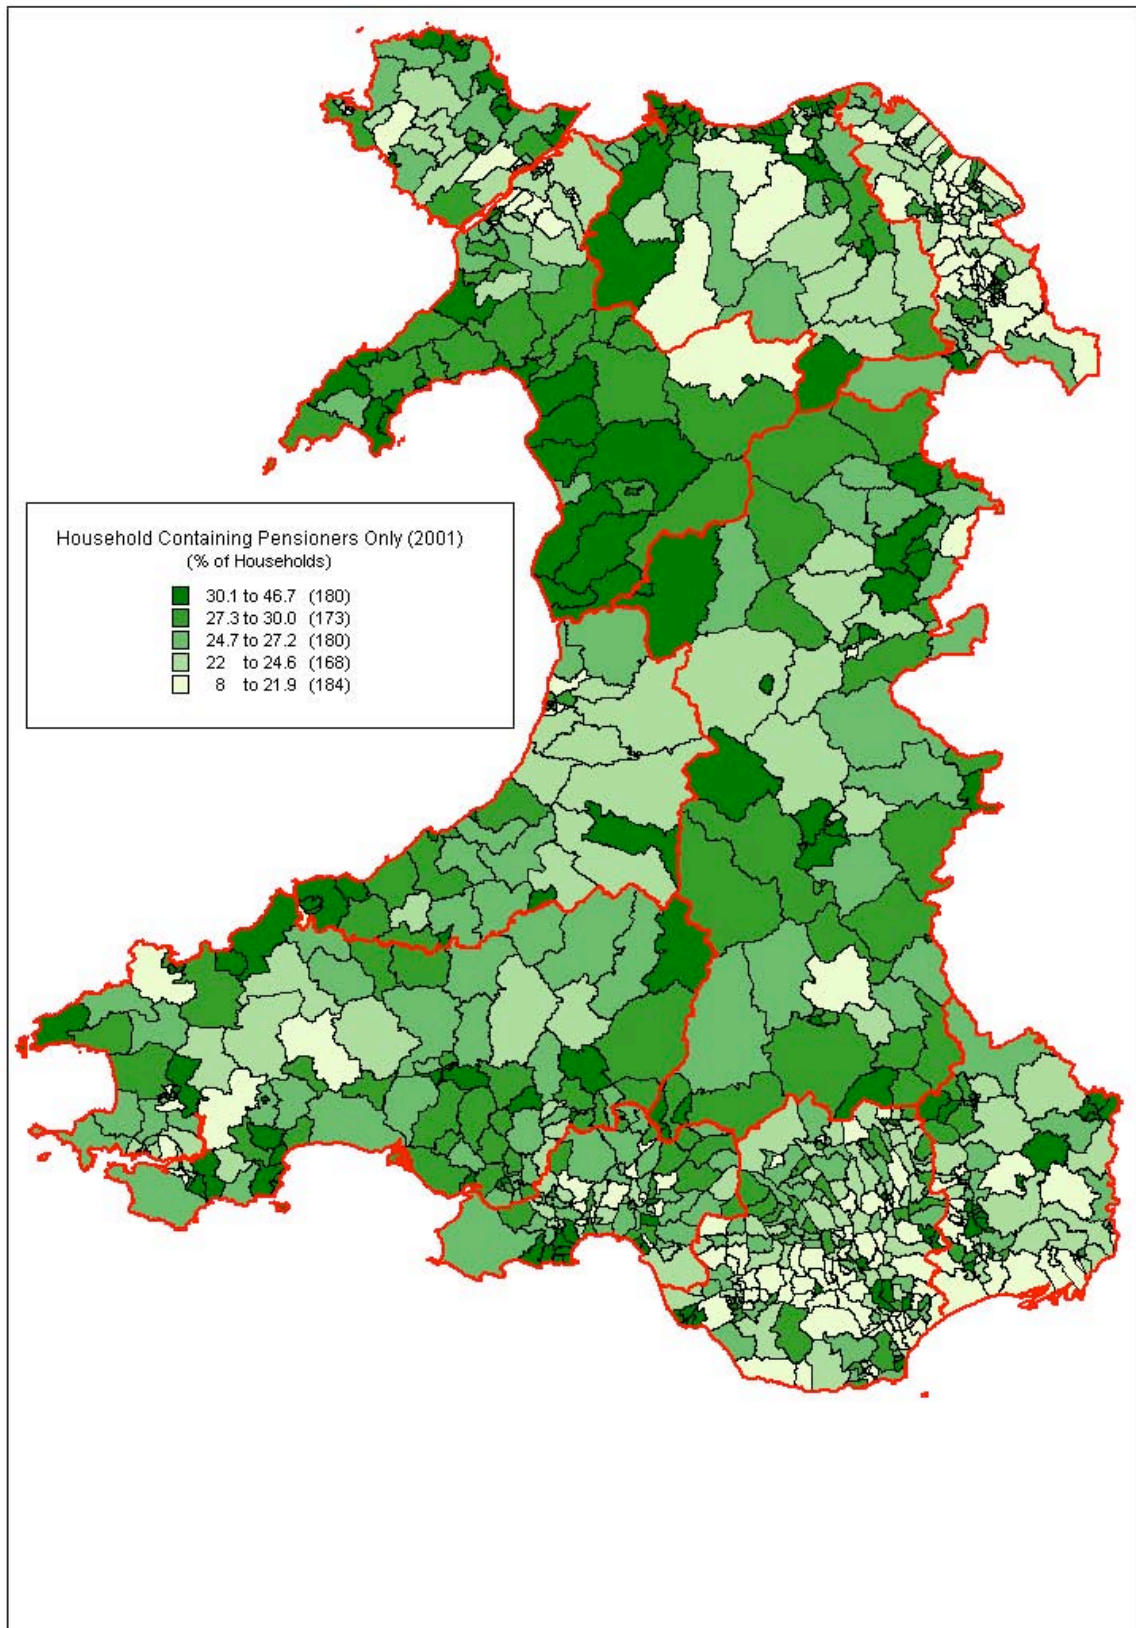 Household Containing Pensioners Only (2001)
(% of Households)
30.1 to 46.7 (180)
27.3 to 30.0 (173)
24.7 to 27.2 (180)
22 to 24.6 (168)
8 to 21.9 (184)